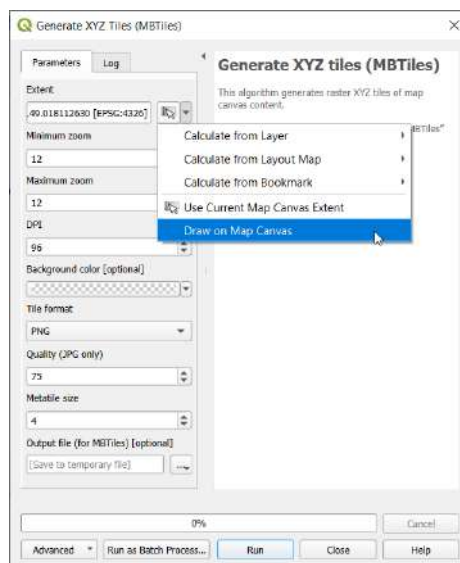 Generate XYZ Tiles (MBTiles)
Parameters
Log
Extent
,49.018112630 [EPSG:4326]
Minimum zoom
12
Maximum zoom
12
DPI
96
Background color [optional]
Tile format
PNG
Quality (JPG only)
75
Metatile size
4
Output file (for MBTiles) [optional]
[Save to temporary file]
Generate XYZ tiles (MBTiles)
This algorithm generates raster XYZ tiles of map
canvas content.
Calculate from Layer
Calculate from Layout Map
Calculate from Bookmark
Use Current Map Canvas Extent
Draw on Map Canvas
0%
Cancel
Advanced
Run as Batch Process...
Run
Close
Help